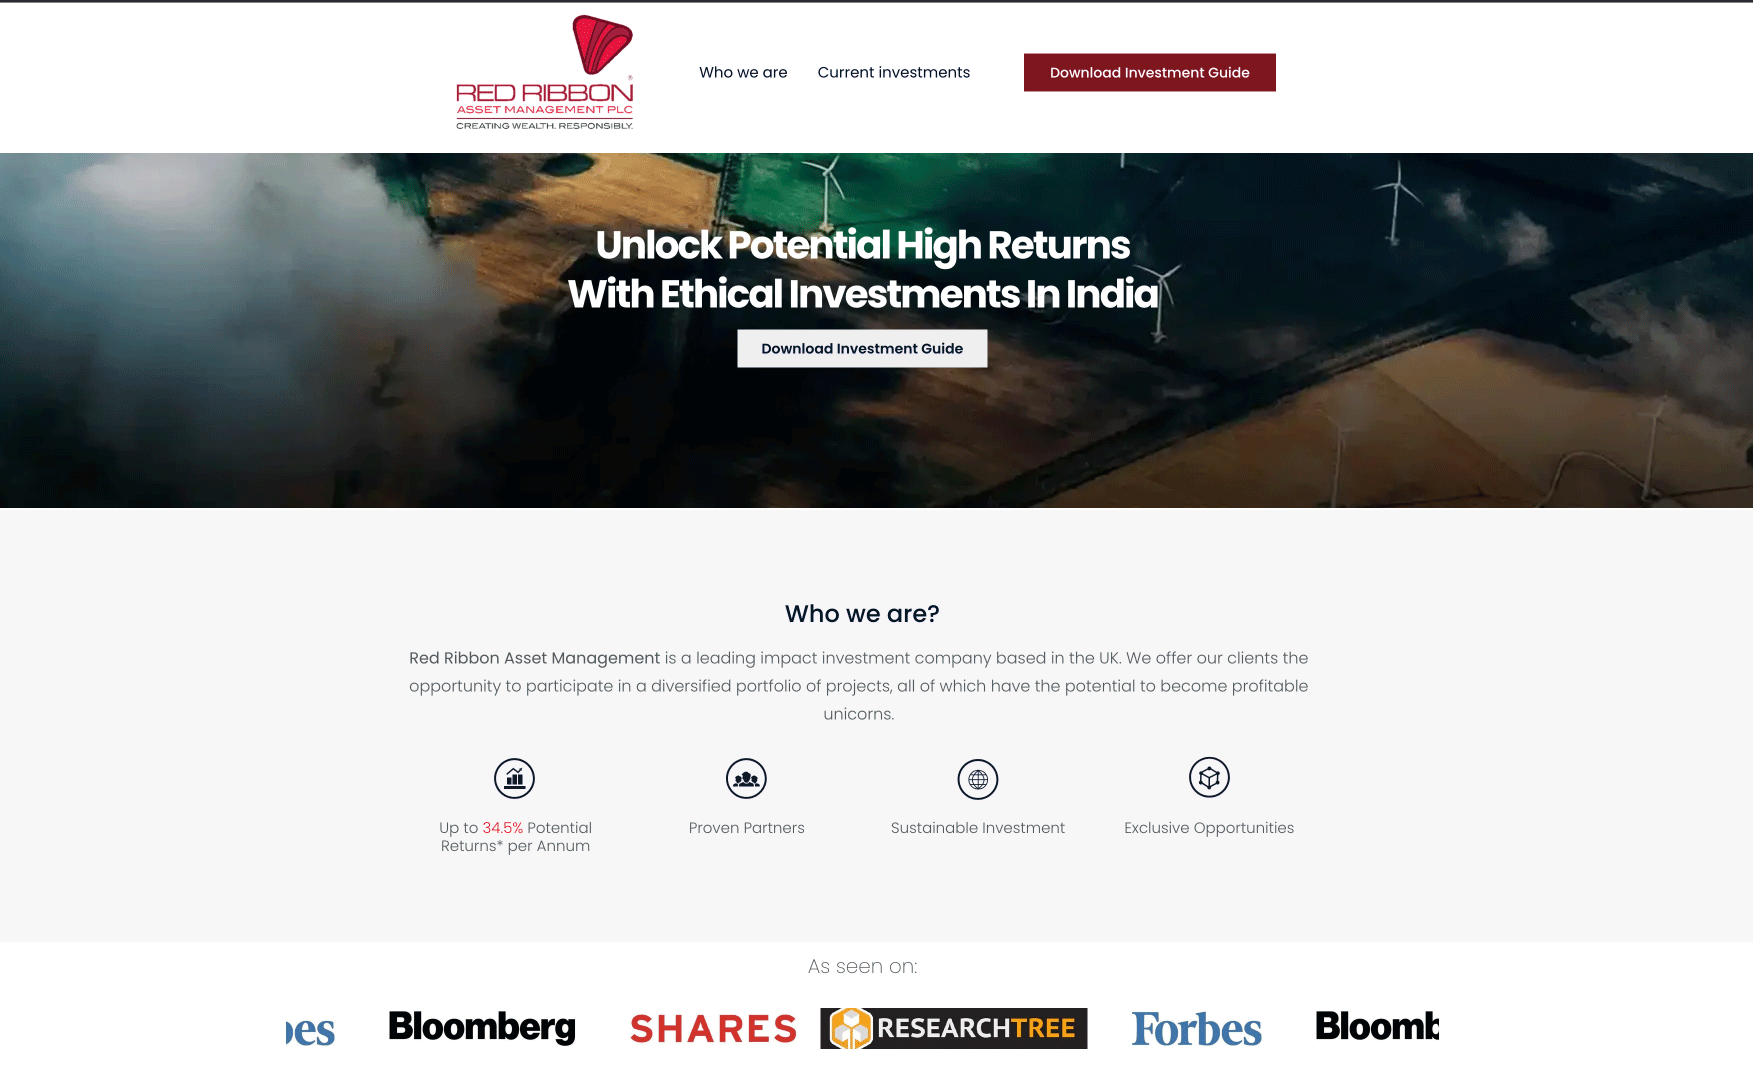 RED RIBBON
®
ASSET MANAGEMENT PLC
CREATING WEALTH. RESPONSIBLY.
Who we are
Current investments
Download Investment Guide
Unlock Potential High Returns
With Ethical Investments In India
Download Investment Guide
Who we are?
Red Ribbon Asset Management is a leading impact investment company based in the UK. We offer our clients the
opportunity to participate in a diversified portfolio of projects, all of which have the potential to become profitable
unicorns.
Up to 34.5% Potential
Returns* per Annum
Proven Partners
Sustainable Investment
Exclusive Opportunities
As seen on:
es
Bloomberg
SHARES
RESEARCHTREE
Forbes
Bloomb